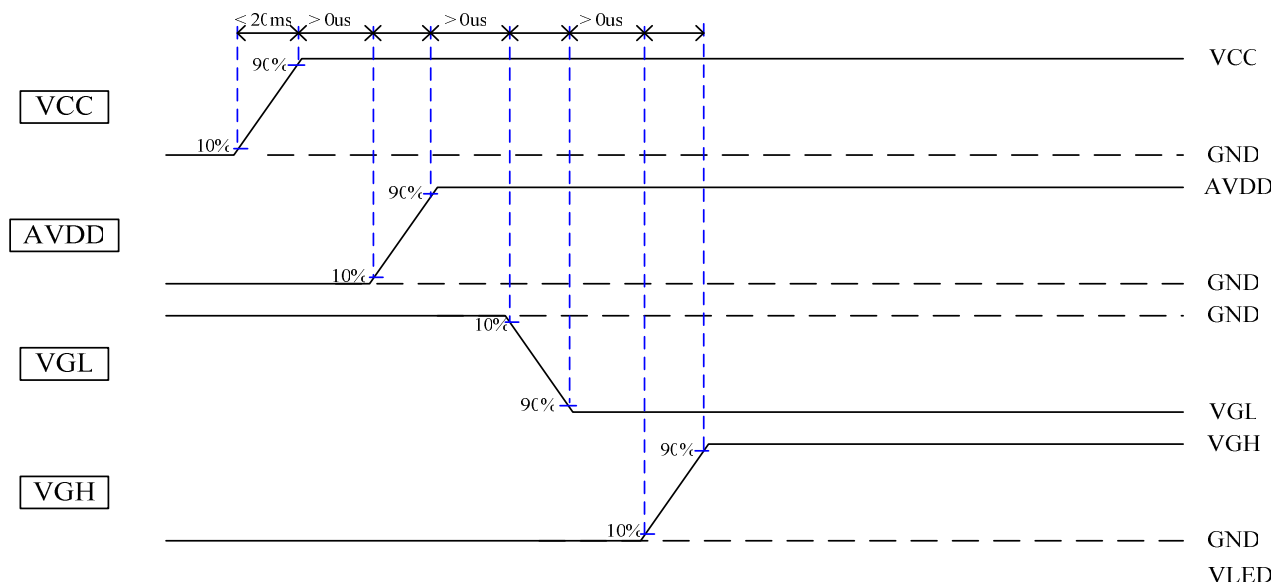 < 20ms > 0us > 0us > 0us
90% VCC
VCC
10% GND
90% AVDD
AVDD
10% GND
GND
10%
VGL
90% VGL
VGH
90%
VGH
10% GND
VLED